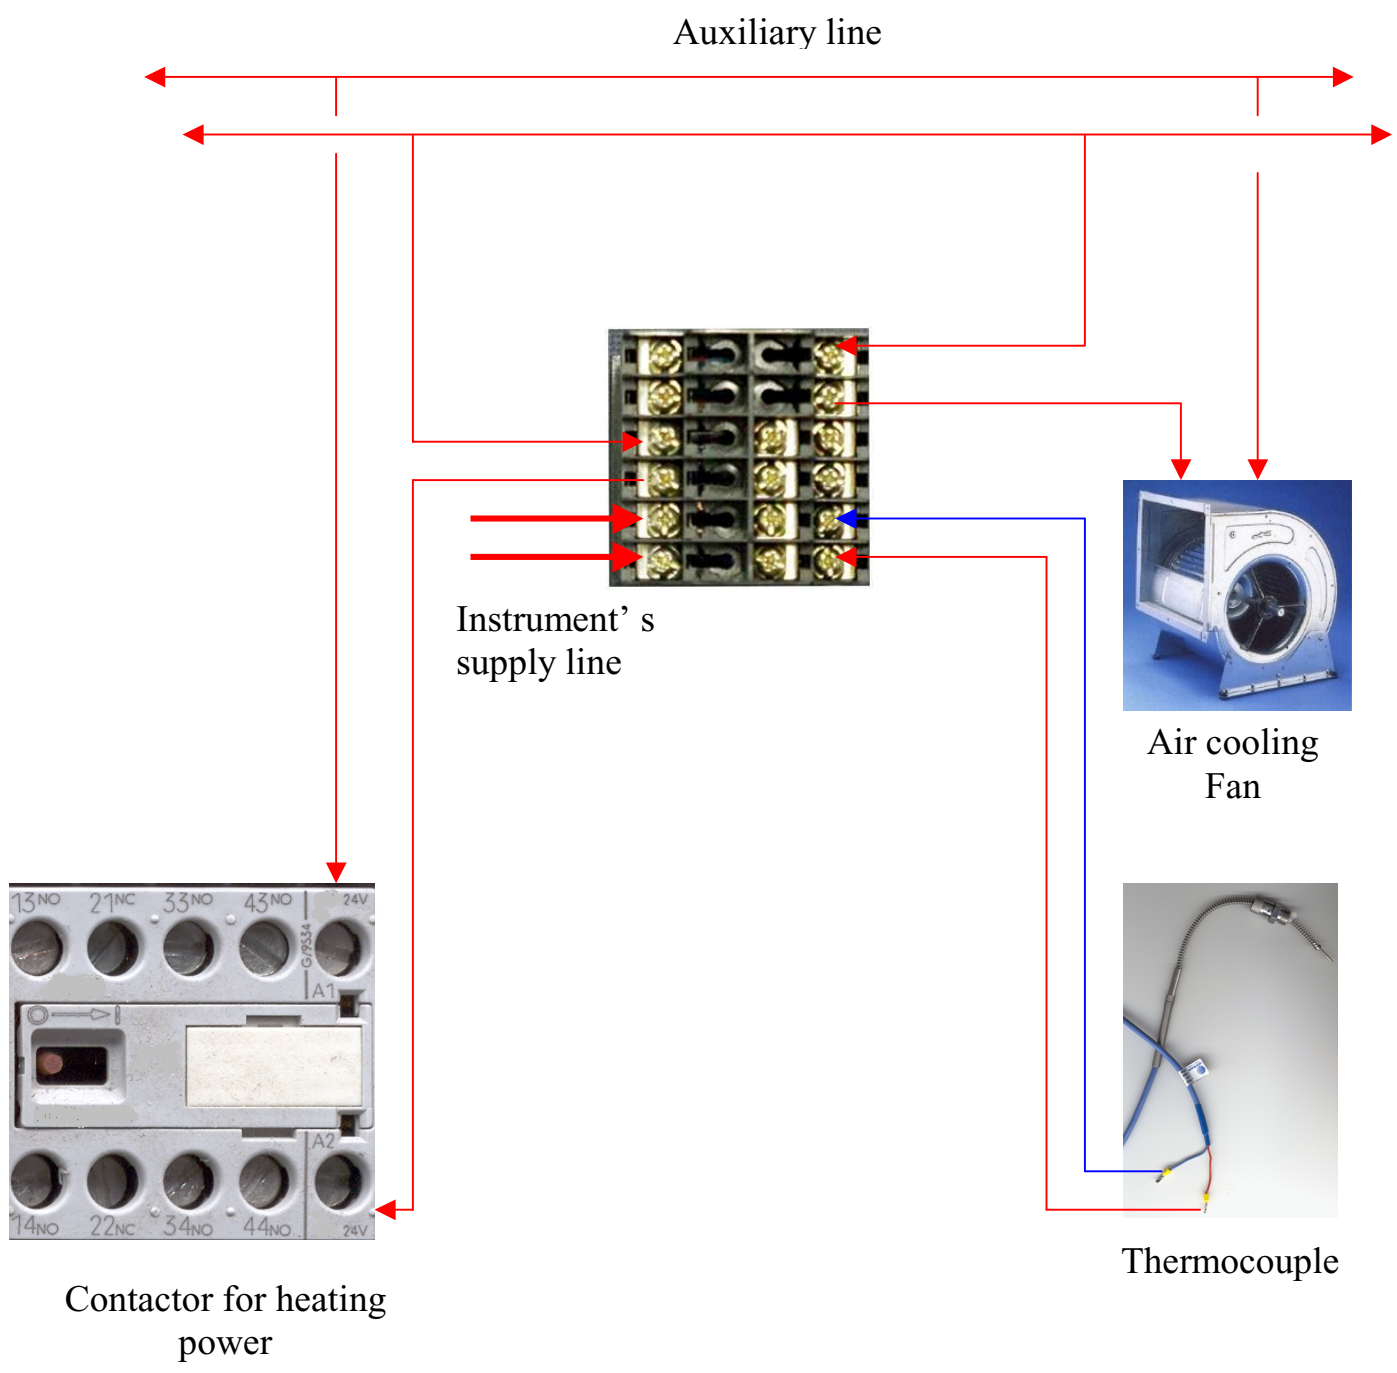 Auxiliary line
Instrument’ s
supply line
Air cooling
Fan
13NO 21NC 33NO 43NO 24V
G/9534
A1
A2
14NO 22NC 34NO 44NO 24V
Thermocouple
Contactor for heating
power